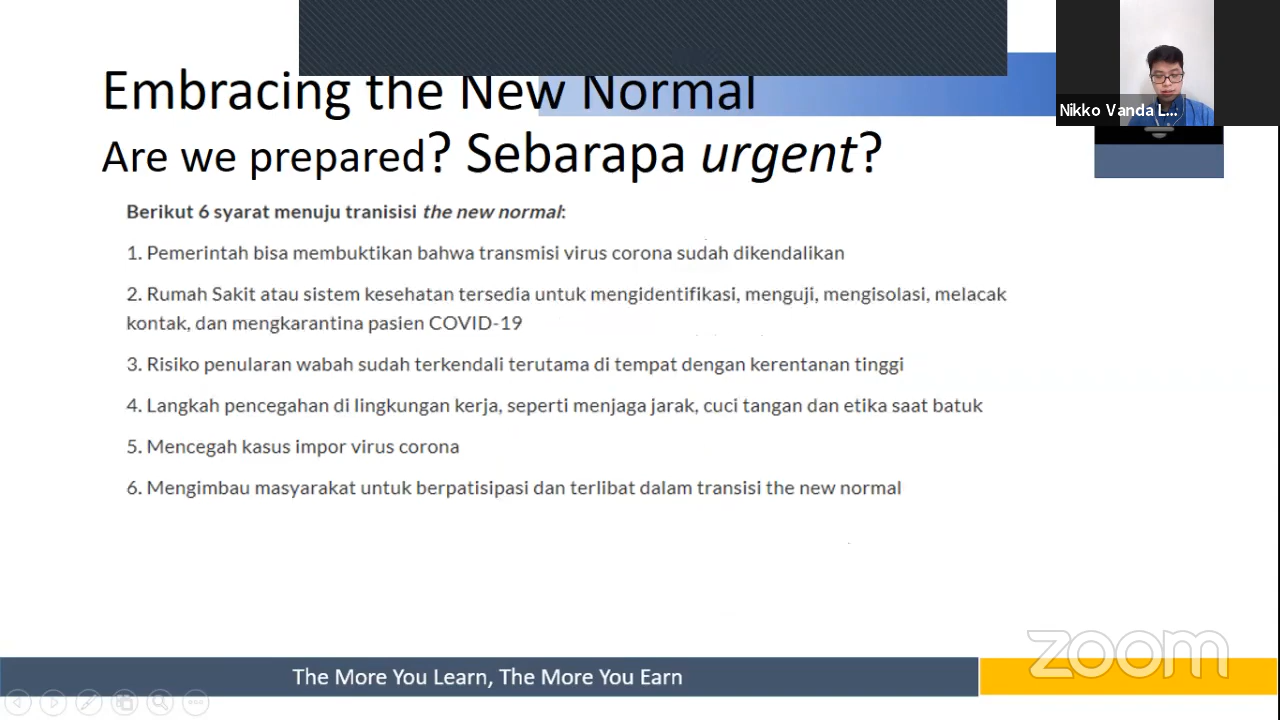 Embracing the New Normal
Are we prepared? Sebarapa urgent?
Nikko Vanda L...
Berikut 6 syarat menuju tranisisi the new normal:
1. Pemerintah bisa membuktikan bahwa transmisi virus corona sudah dikendalikan
2. Rumah Sakit atau sistem kesehatan tersedia untuk mengidentifikasi, menguji, mengisolasi, melacak
kontak, dan mengkarantina pasien COVID-19
3. Risiko penularan wabah sudah terkendali terutama di tempat dengan kerentanan tinggi
4. Langkah pencegahan di lingkungan kerja, seperti menjaga jarak, cuci tangan dan etika saat batuk
5. Mencegah kasus impor virus corona
6. Mengimbau masyarakat untuk berpatisipasi dan terlibat dalam transisi the new normal
zoom
The More You Learn, The More You Earn